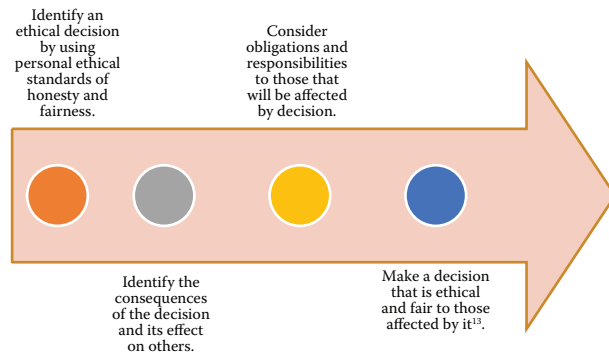 Identify an
ethical decision
by using
personal ethical
standards of
honesty and
fairness.
Identify the
consequences
of the decision
and its effect
on others.
Consider
obligations and
responsibilities
to those that
will be affected
by decision.
Make a decision
that is ethical
and fair to those
affected by it¹³.